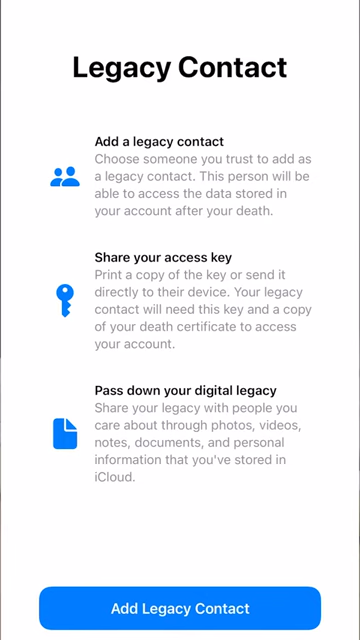 Legacy Contact
Add a legacy contact
Choose someone you trust to add as
a legacy contact. This person will be
able to access the data stored in
your account after your death.
Share your access key
Print a copy of the key or send it
directly to their device. Your legacy
contact will need this key and a copy
of your death certificate to access
your account.
Pass down your digital legacy
Share your legacy with people you
care about through photos, videos,
notes, documents, and personal
information that you've stored in
iCloud.
Add Legacy Contact